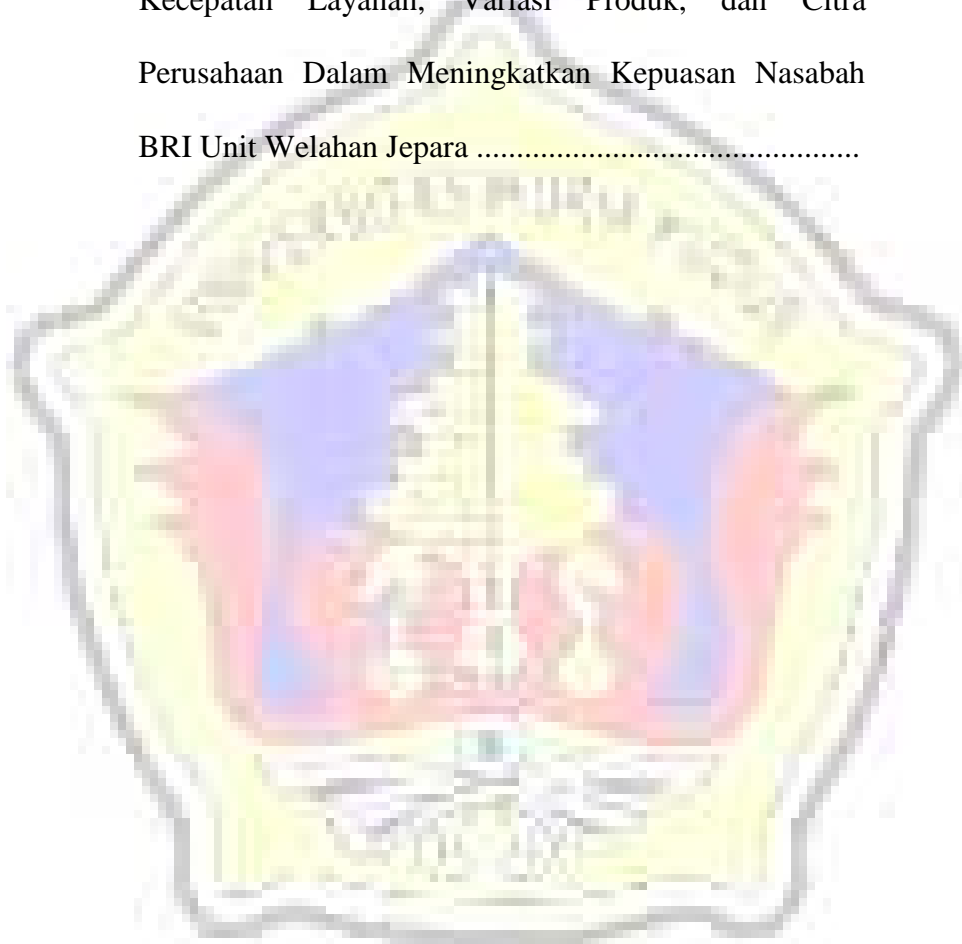 Kecepatan Layanan, Variasi Produk, dan Citra
Perusahaan Dalam Meningkatkan Kepuasan Nasabah
BRI Unit Welahan Jepara ........................................